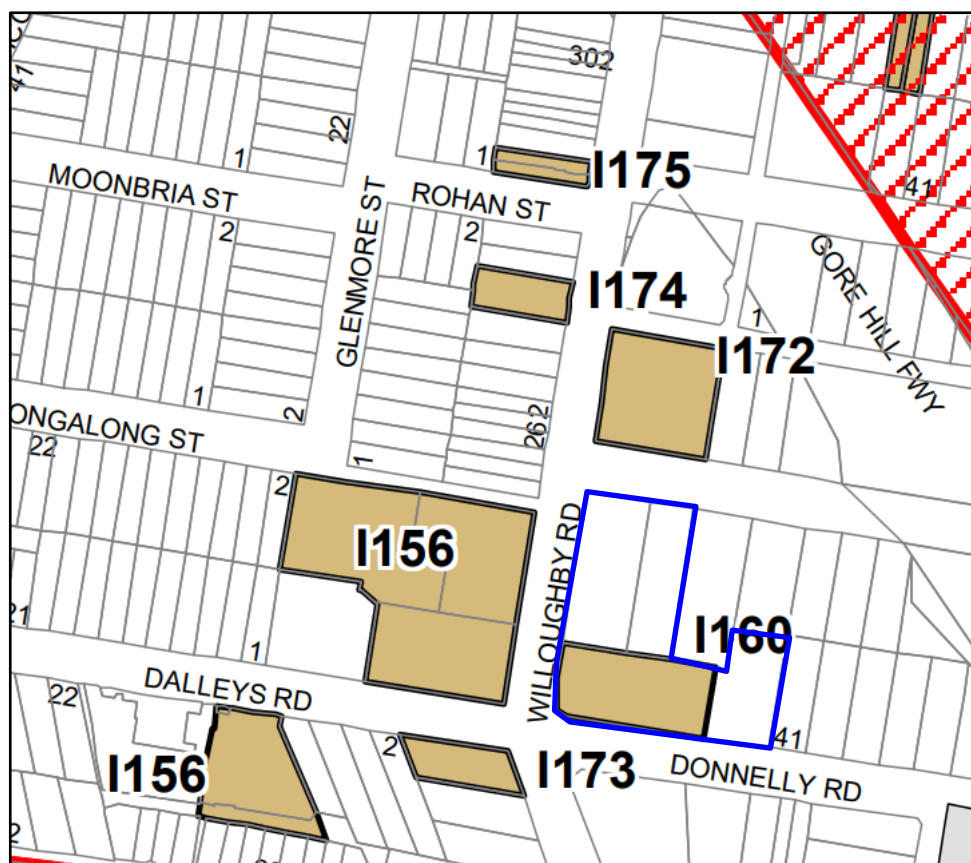 302
41
22
1
1
I175
MOONBRIA ST
ROHAN ST
41
2
2
GLENMORE ST
I174
GORE HILL FWY
1
I172
1
2
262
ONGALONG ST
22
1
2
I156
WILLOUGHBY RD
I160
21
1
DALLEYS RD
22
2
41
I156
I173
DONNELLY RD
2